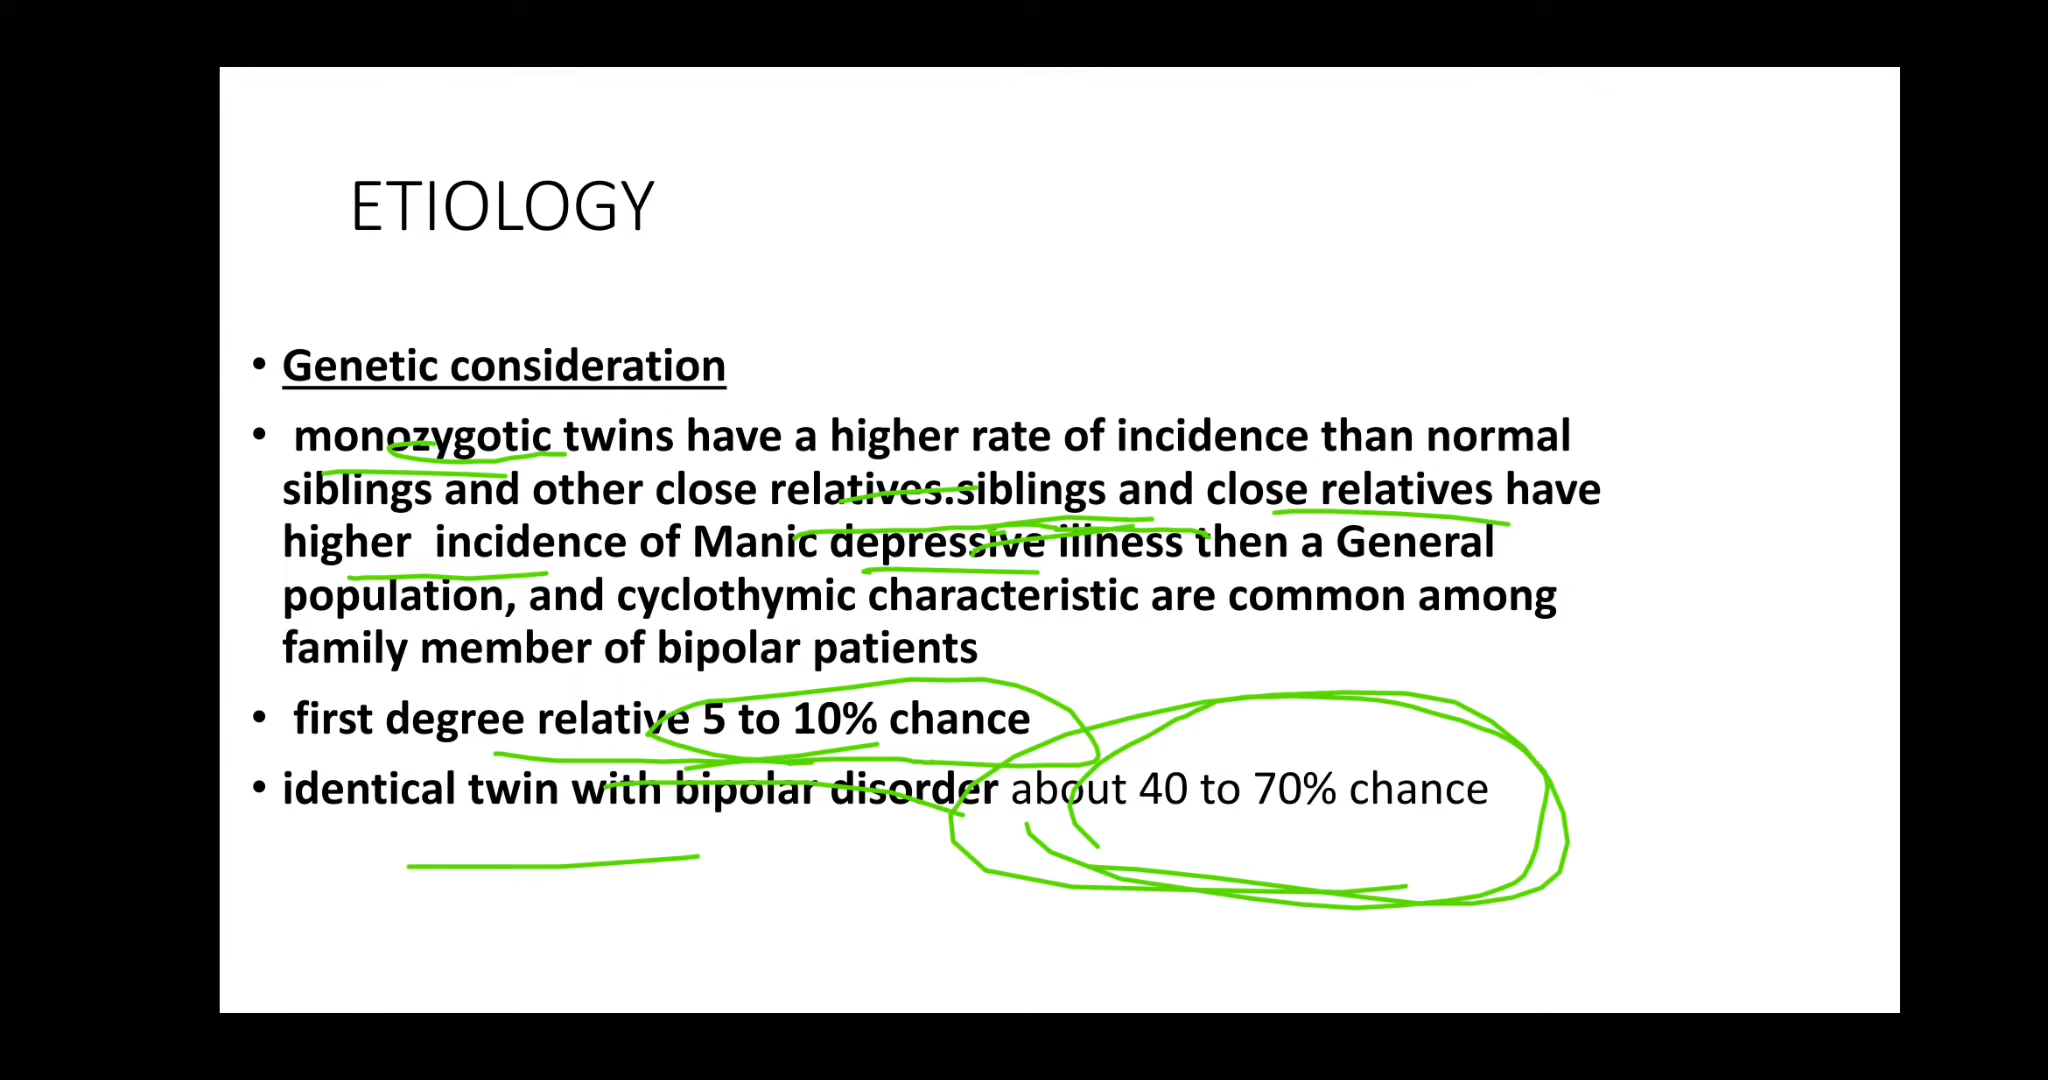 ETIOLOGY
• Genetic consideration
• monozygotic twins have a higher rate of incidence than normal
siblings and other close relatives.siblings and close relatives have
higher incidence of Manic depressive illness then a General
population, and cyclothymic characteristic are common among
family member of bipolar patients
• first degree relative 5 to 10% chance
• identical twin with bipolar disorder about 40 to 70% chance